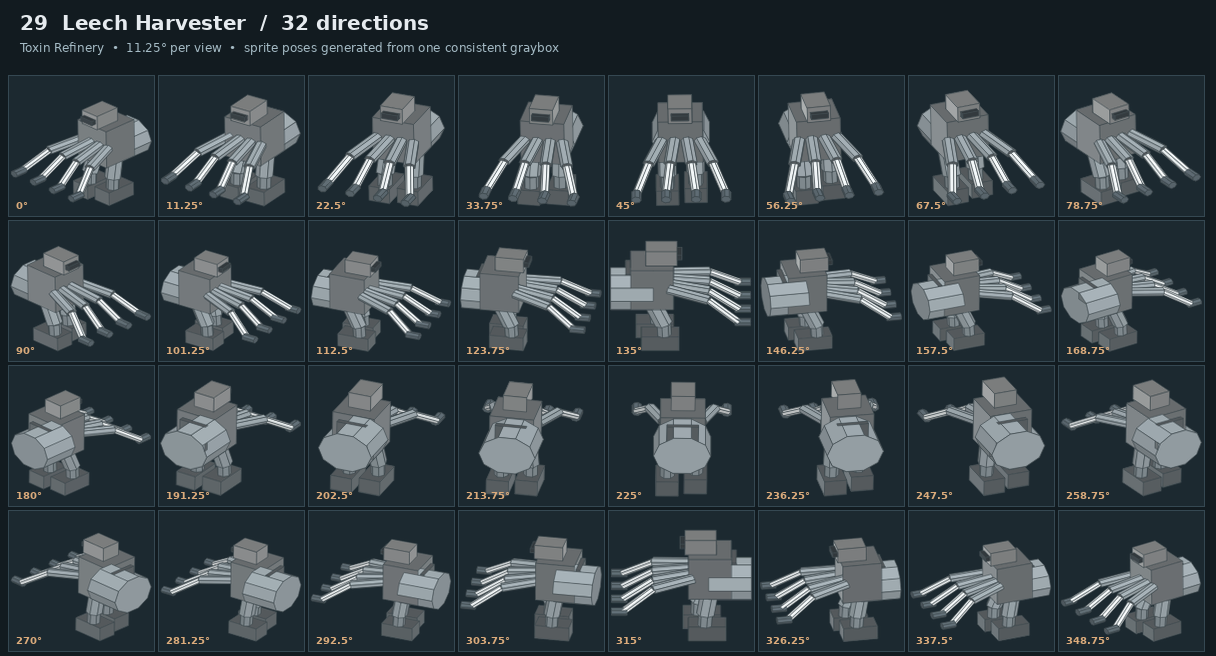 29 Leech Harvester / 32 directions
Toxin Refinery • 11.25° per view • sprite poses generated from one consistent graybox
0° 11.25° 22.5° 33.75° 45° 56.25° 67.5° 78.75°
90° 101.25° 112.5° 123.75° 135° 146.25° 157.5° 168.75°
180° 191.25° 202.5° 213.75° 225° 236.25° 247.5° 258.75°
270° 281.25° 292.5° 303.75° 315° 326.25° 337.5° 348.75°